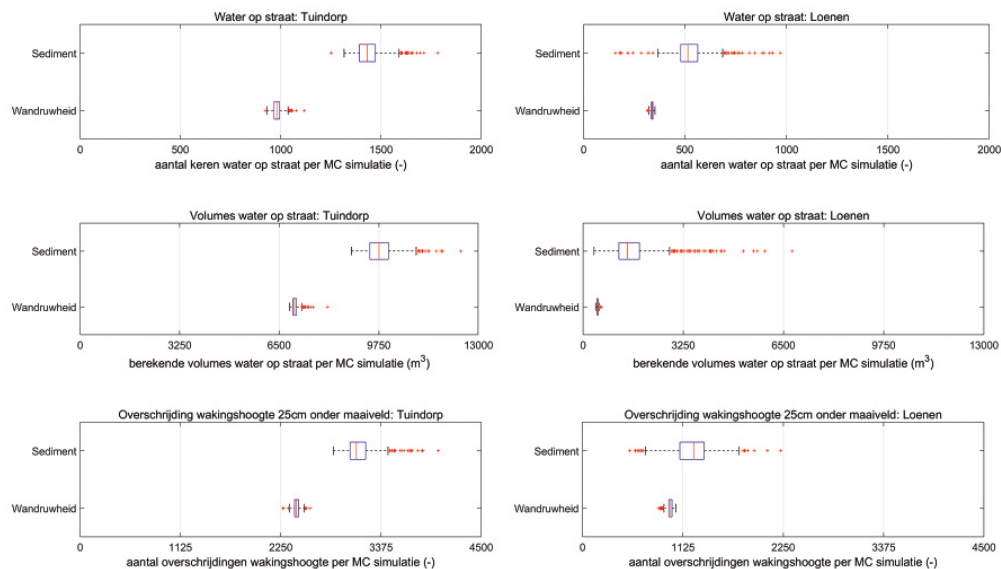 Water op straat: Tuindorp
Sediment
Wandruwheid
0 500 1000 1500 2000
aantal keren water op straat per MC simulatie (-)
Water op straat: Loenen
Sediment
Wandruwheid
0 500 1000 1500 2000
aantal keren water op straat per MC simulatie (-)
Volumes water op straat: Tuindorp
Sediment
Wandruwheid
0 3250 6500 9750 13000
berekende volumes water op straat per MC simulatie (m³)
Volumes water op straat: Loenen
Sediment
Wandruwheid
0 3250 6500 9750 13000
berekende volumes water op straat per MC simulatie (m³)
Overschrijding wakingshoogte 25cm onder maaiveld: Tuindorp
Sediment
Wandruwheid
0 1125 2250 3375 4500
aantal overschrijdingen wakingshoogte per MC simulatie (-)
Overschrijding wakingshoogte 25cm onder maaiveld: Loenen
Sediment
Wandruwheid
0 1125 2250 3375 4500
aantal overschrijdingen wakingshoogte per MC simulatie (-)